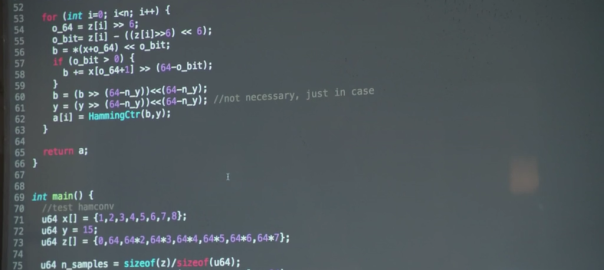 52
53 for (int i=0; i<n; i++) {
54 o_64 = z[i] >> 6;
55 o_bit= z[i] - ((z[i]>>6) << 6);
56 b = *(x+o_64) << o_bit;
57 if (o_bit > 0) {
58 b += x[o_64+1] >> (64-o_bit);
59 }
60 b = (b >> (64-n_y))<<(64-n_y);
61 y = (y >> (64-n_y))<<(64-n_y); //not necessary, just in case
62 a[i] = HammingCtr(b,y);
63 }
64
65 return a;
66 }
67
68
69 int main() {
70 //test hamconv
71 u64 x[] = {1,2,3,4,5,6,7,8};
72 u64 y = 15;
73 u64 z[] = {0,64,64*2,64*3,64*4,64*5,64*6,64*7};
74
75 u64 n_samples = sizeof(z)/sizeof(u64);